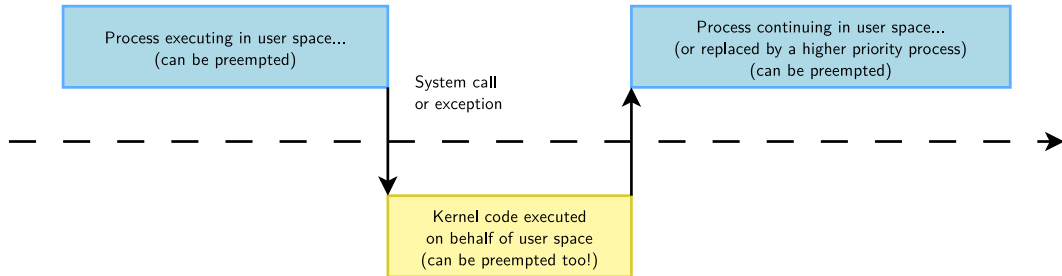 Process executing in user space...
(can be preempted)
System call
or exception
Kernel code executed
on behalf of user space
(can be preempted too!)
Process continuing in user space...
(or replaced by a higher priority process)
(can be preempted)